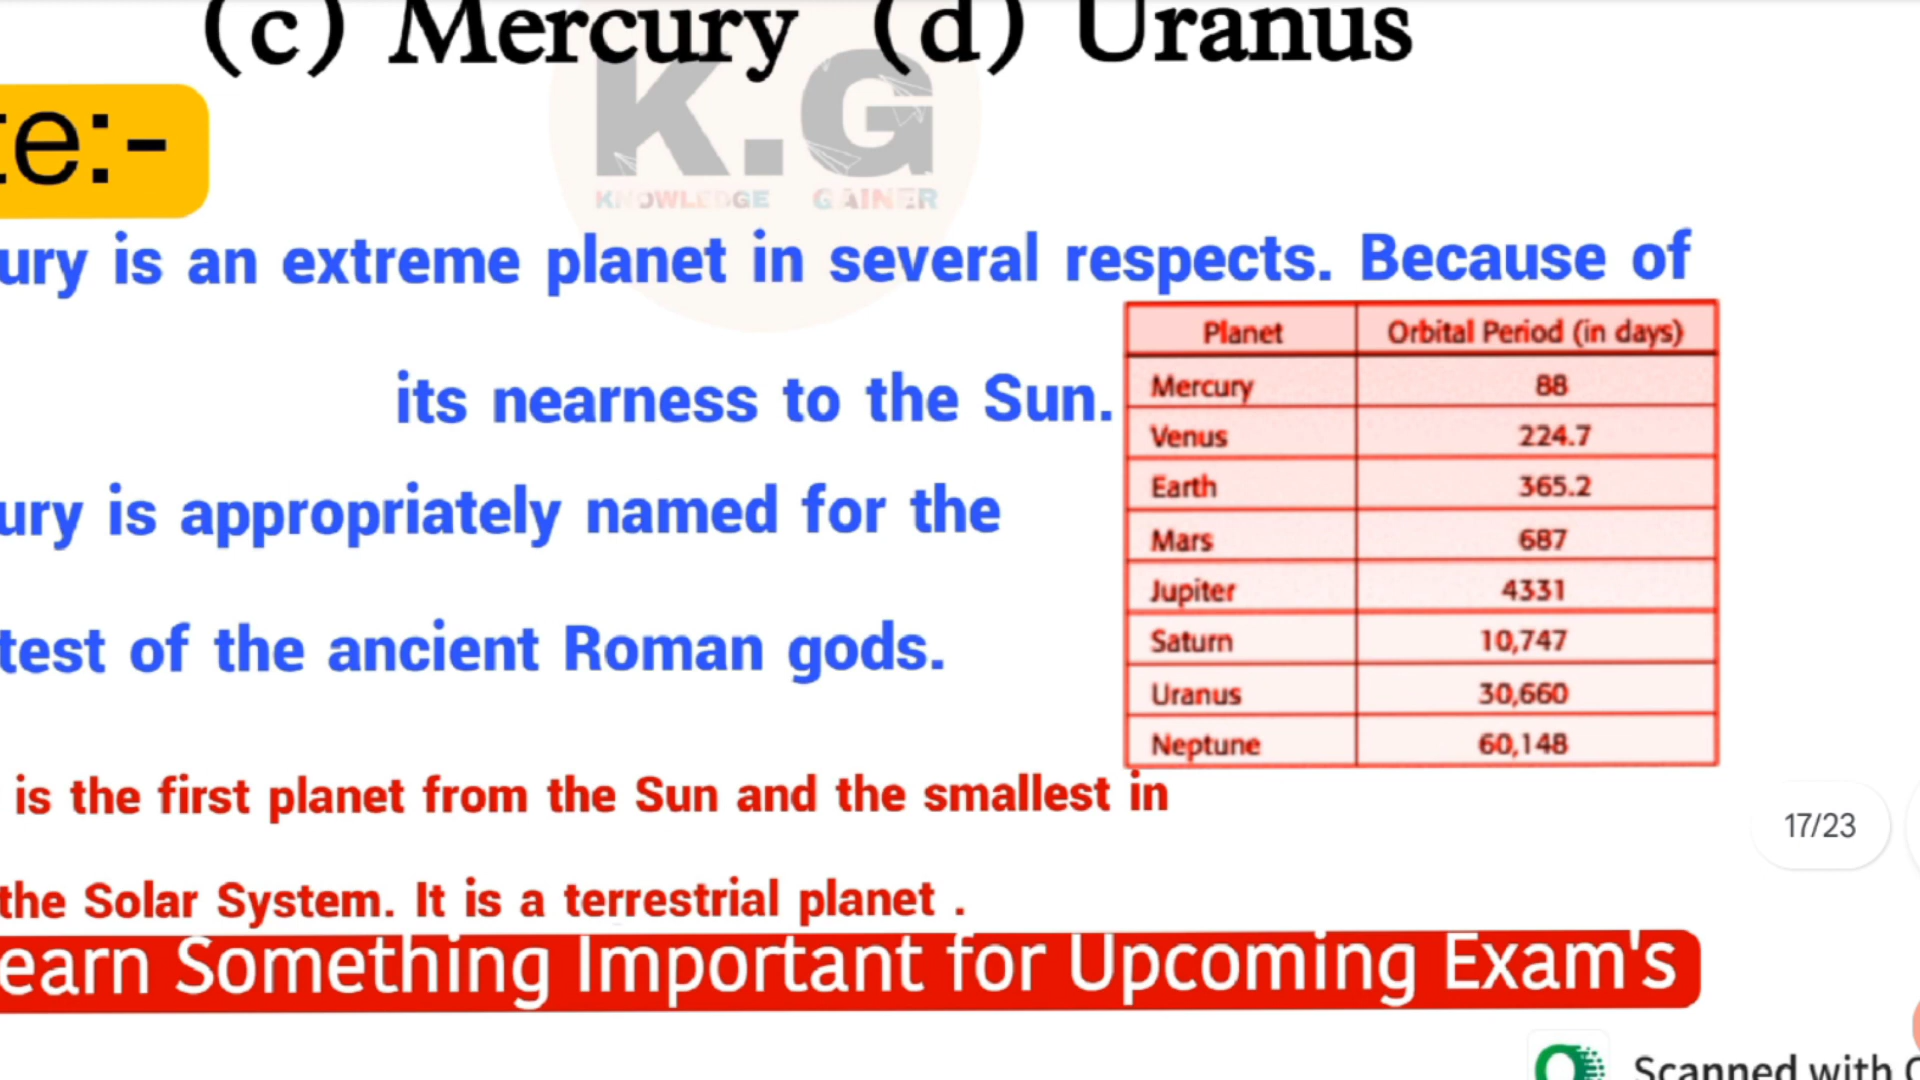 (c) Mercury (d) Uranus
te:-
K.G
KNOWLEDGE GAINER
ury is an extreme planet in several respects. Because of
its nearness to the Sun.
ury is appropriately named for the
test of the ancient Roman gods.
Planet Orbital Period (in days)
Mercury 88
Venus 224.7
Earth 365.2
Mars 687
Jupiter 4331
Saturn 10,747
Uranus 30,660
Neptune 60,148
is the first planet from the Sun and the smallest in
the Solar System. It is a terrestrial planet .
17/23
earn Something Important for Upcoming Exam's
Scanned with